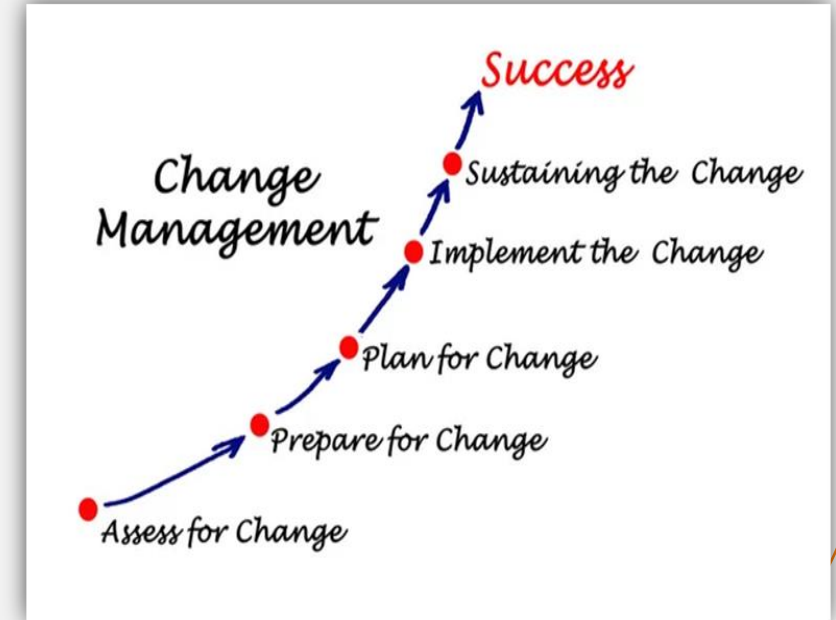 Success
Sustaining the Change
Change
Management
Implement the Change
Plan for Change
Prepare for Change
Assess for Change